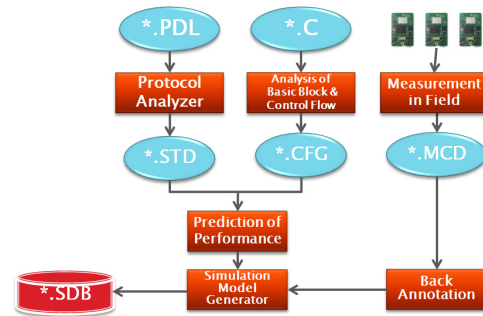 *.PDL
*.C
Protocol
Analyzer
Analysis of
Basic Block &
Control Flow
Measurement
in Field
*.STD
*.CFG
*.MCD
Prediction of
Performance
*.SDB
Simulation
Model
Generator
Back
Annotation